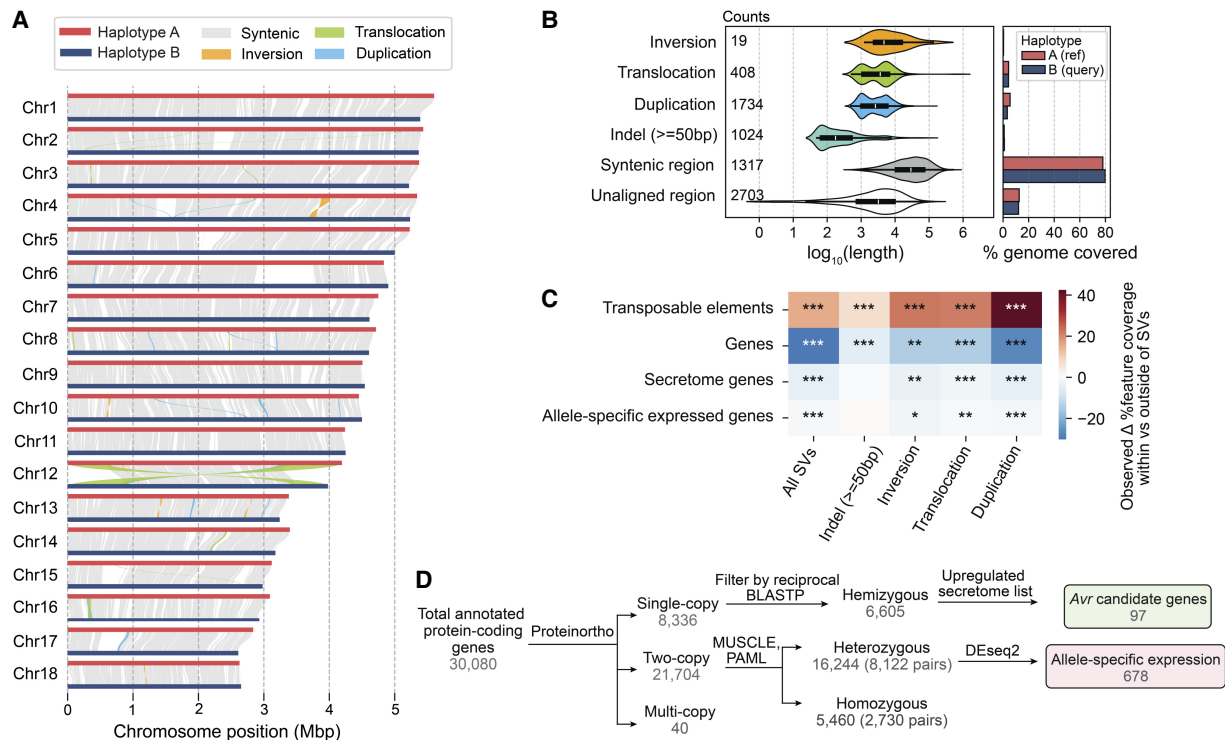 A
Haplotype A
Haplotype B
Syntenic
Inversion
Translocation
Duplication
Chr1
Chr2
Chr3
Chr4
Chr5
Chr6
Chr7
Chr8
Chr9
Chr10
Chr11
Chr12
Chr13
Chr14
Chr15
Chr16
Chr17
Chr18
0 1 2 3 4 5
Chromosome position (Mbp)
B
Counts
Inversion 19
Translocation 408
Duplication 1734
Indel (>=50bp) 1024
Syntenic region 1317
Unaligned region 2703
0 1 2 3 4 5 6
log10(length)
Haplotype
A (ref)
B (query)
0 20 40 60 80
% genome covered
C
Transposable elements *** *** *** *** ***
Genes *** *** ** *** ***
Secretome genes *** ** *** ***
Allele-specific expressed genes *** * ** ***
All SVs
Indel (>=50bp)
Inversion
Translocation
Duplication
40
20
0
−20
Observed Δ %feature coverage
within vs outside of SVs
D
Total annotated
protein-coding
genes
30,080
Proteinortho
Single-copy
8,336
Two-copy
21,704
Multi-copy
40
Filter by reciprocal
BLASTP
MUSCLE,
PAML
Hemizygous
6,605
Heterozygous
16,244 (8,122 pairs)
Homozygous
5,460 (2,730 pairs)
Upregulated
secretome list
DEseq2
Avr candidate genes
97
Allele-specific expression
678